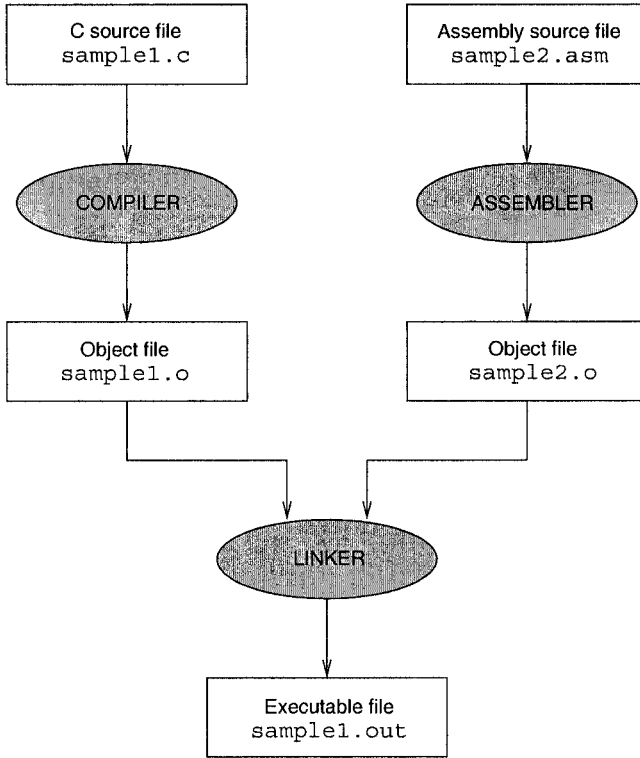 C source file
sample1.c
Assembly source file
sample2.asm
COMPILER
ASSEMBLER
Object file
sample1.o
Object file
sample2.o
LINKER
Executable file
sample1.out